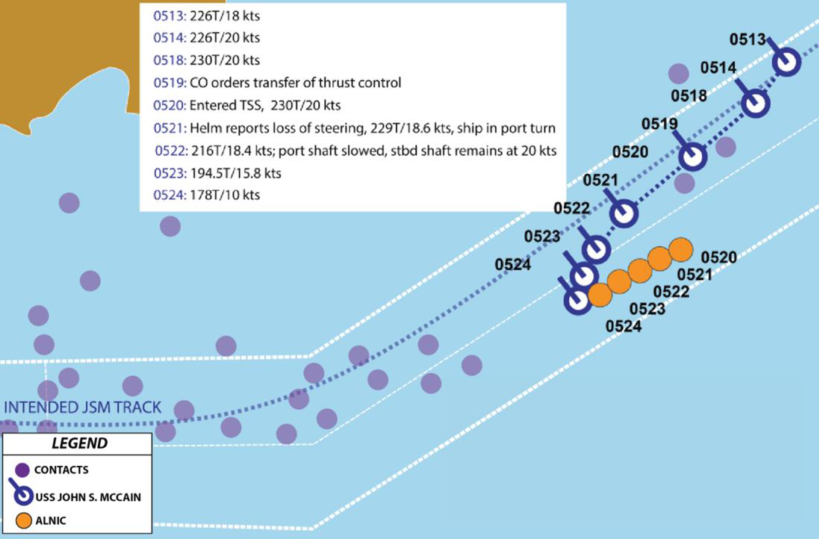 0513: 226T/18 kts
0514: 226T/20 kts
0518: 230T/20 kts
0519: CO orders transfer of thrust control
0520: Entered TSS, 230T/20 kts
0521: Helm reports loss of steering, 229T/18.6 kts, ship in port turn
0522: 216T/18.4 kts; port shaft slowed, stbd shaft remains at 20 kts
0523: 194.5T/15.8 kts
0524: 178T/10 kts
0513
0514
0518
0519
0520
0521
0522
0523
0524
0520
0521
0522
0523
0524
INTENDED JSM TRACK
LEGEND
CONTACTS
USS JOHN S. MCCAIN
ALNIC